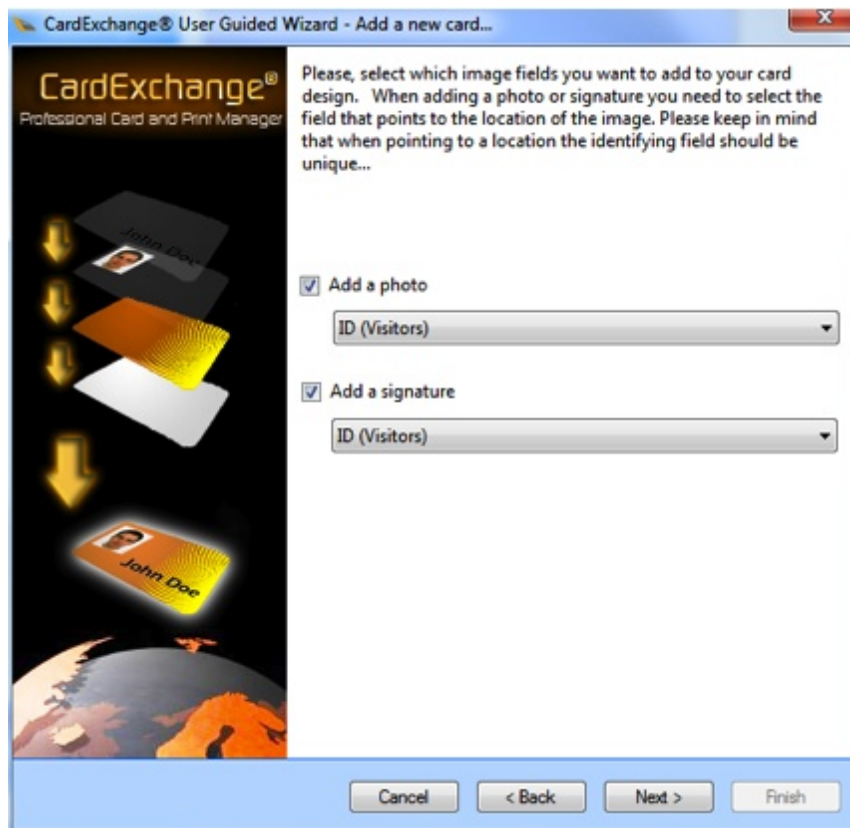 CardExchange® User Guided Wizard - Add a new card...
CardExchange®
Professional Card and Print Manager
John Doe
John Doe
Please, select which image fields you want to add to your card
design. When adding a photo or signature you need to select the
field that points to the location of the image. Please keep in mind
that when pointing to a location the identifying field should be
unique...
Add a photo
ID (Visitors)
Add a signature
ID (Visitors)
Cancel
< Back
Next >
Finish